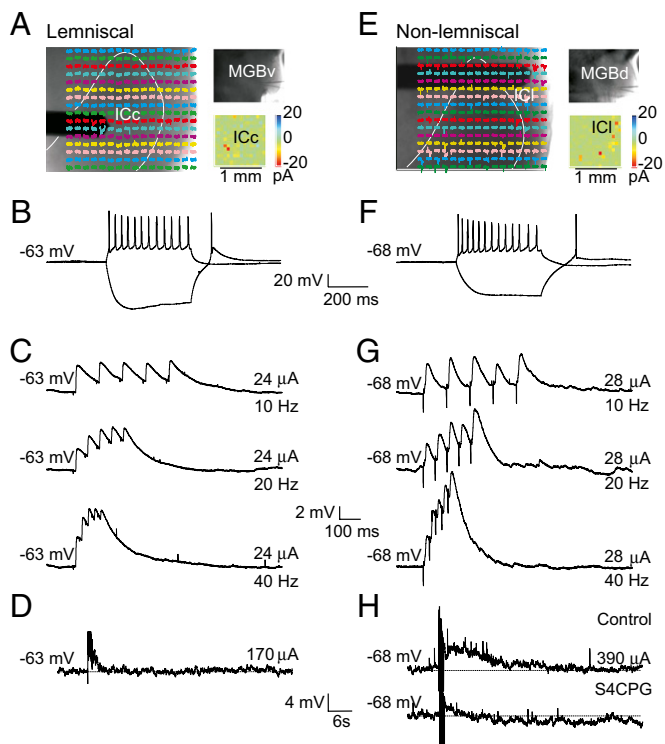 A Lemniscal
MGBv
ICc
ICc
20
0
-20
1 mm pA
E Non-lemniscal
MGBd
ICl
ICl
20
0
-20
1 mm pA
B
-63 mV
F
-68 mV
20 mV
200 ms
C
-63 mV 24 µA
10 Hz
-63 mV 24 µA
20 Hz
-63 mV 24 µA
40 Hz
G
-68 mV 28 µA
10 Hz
-68 mV 28 µA
20 Hz
-68 mV 28 µA
40 Hz
2 mV
100 ms
D
-63 mV 170 µA
H
Control
-68 mV 390 µA
S4CPG
-68 mV
4 mV
6s